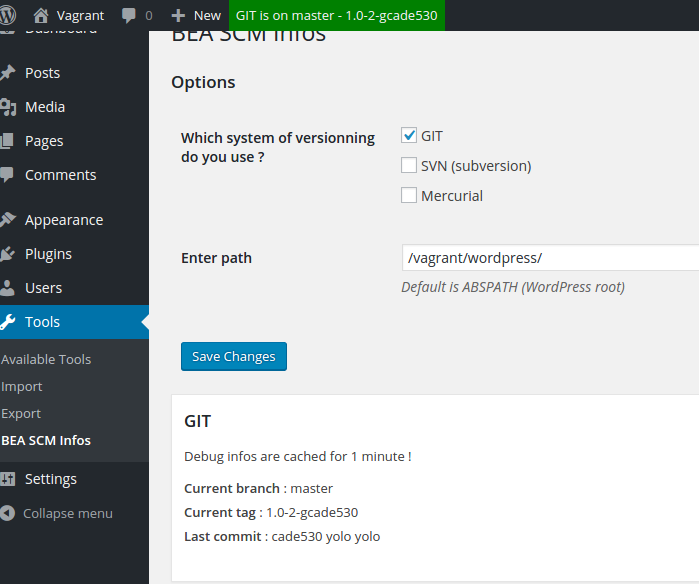 Vagrant 0 New GIT is on master - 1.0-2-gcade530
Dashboard
Posts
Media
Pages
Comments
Appearance
Plugins
Users
Tools
Available Tools
Import
Export
BEA SCM Infos
Settings
Collapse menu
BEA SCM Infos
Options
Which system of versionning
do you use ?
GIT
SVN (subversion)
Mercurial
Enter path
/vagrant/wordpress/
Default is ABSPATH (WordPress root)
Save Changes
GIT
Debug infos are cached for 1 minute !
Current branch : master
Current tag : 1.0-2-gcade530
Last commit : cade530 yolo yolo